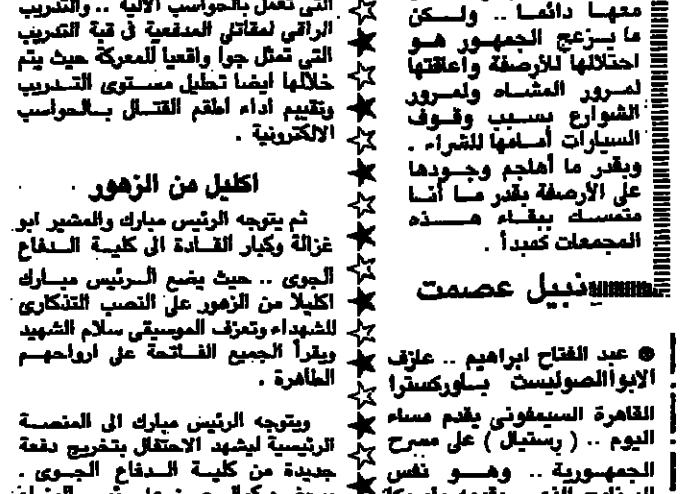 معها دائما .. ولكن
ما يزعج الجمهور هو
احتلالها للأرصفة واعاقتها
لمرور المشاه ولمرور
الشوارع بسبب وقوف
السيارات أمامها للشراء .
وبقدر ما أهاجم وجودها
على الأرصفة بقدر ما أنا
متمسك ببقاء هذه
المجمعات كمبدأ .
نبيل عصمت
● عبد الفتاح ابراهيم .. عازف
الابوا الصوليست بأوركسترا
القاهرة السيمفونى يقدم مساء
اليوم .. ( رستيال ) على مسرح
الجمهورية .. وهو نفس
التى تعمل بالحواسب الآلية .. والتدريب
الراقى لمقاتلى المدفعية فى قبة التدريب
التى تمثل جوا واقعيا للمعركة حيث يتم
خلالها ايضا تحليل مستوى التدريب
وتقييم اداء اطقم القتال بالحواسب
الالكترونية .
اكليل من الزهور
ثم يتوجه الرئيس مبارك والمشير ابو
غزالة وكبار القادة الى كلية الدفاع
الجوى .. حيث يضع الرئيس مبارك
اكليلا من الزهور على النصب التذكارى
للشهداء وتعزف الموسيقى سلام الشهيد
ويقرأ الجميع الفاتحة على ارواحهم
الطاهرة .
ويتوجه الرئيس مبارك الى المنصة
الرئيسية ليشهد الاحتفال بتخريج دفعة
جديدة من كلية الدفاع الجوى .